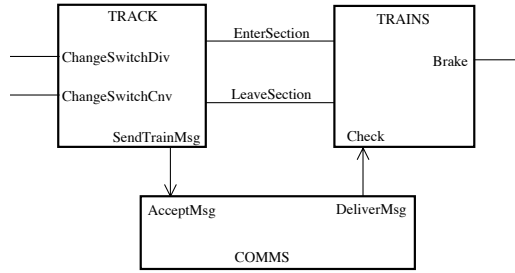 TRACK
TRAINS
EnterSection
ChangeSwitchDiv
Brake
ChangeSwitchCnv
LeaveSection
SendTrainMsg
Check
AcceptMsg
DeliverMsg
COMMS